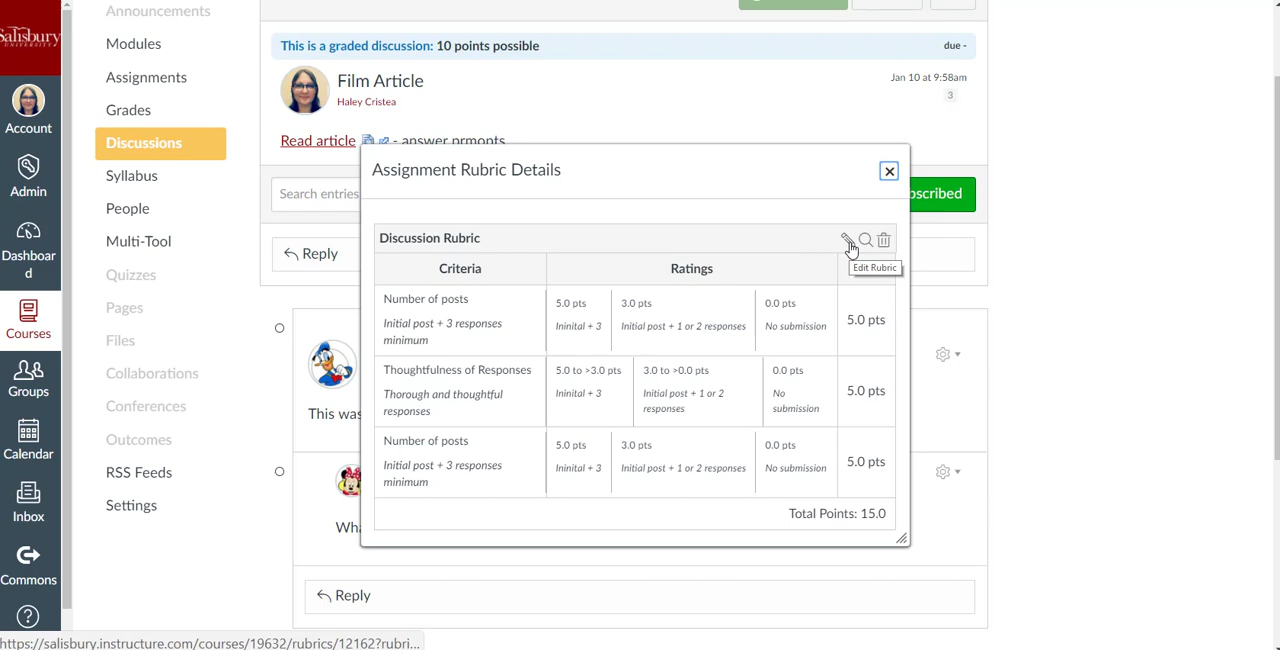 Announcements
Salisbury
UNIVERSITY
Modules
Assignments
Grades
Discussions
Syllabus
People
Multi-Tool
Quizzes
Pages
Files
Collaborations
Conferences
Outcomes
RSS Feeds
Settings
Account
Admin
Dashboar
d
Courses
Groups
Calendar
Inbox
Commons
This is a graded discussion: 10 points possible
due -
Film Article
Jan 10 at 9:58am
Haley Cristea
3
Read article - answer prmopts
Search entries
bscribed
Reply
This was
Wha
Reply
Assignment Rubric Details
Discussion Rubric
Edit Rubric
Criteria Ratings
Number of posts
Initial post + 3 responses
minimum
5.0 pts
Ininital + 3
3.0 pts
Initial post + 1 or 2 responses
0.0 pts
No submission
5.0 pts
Thoughtfulness of Responses
Thorough and thoughtful
responses
5.0 to >3.0 pts
Ininital + 3
3.0 to >0.0 pts
Initial post + 1 or 2
responses
0.0 pts
No
submission
5.0 pts
Number of posts
Initial post + 3 responses
minimum
5.0 pts
Ininital + 3
3.0 pts
Initial post + 1 or 2 responses
0.0 pts
No submission
5.0 pts
Total Points: 15.0
https://salisbury.instructure.com/courses/19632/rubrics/12162?rubri...